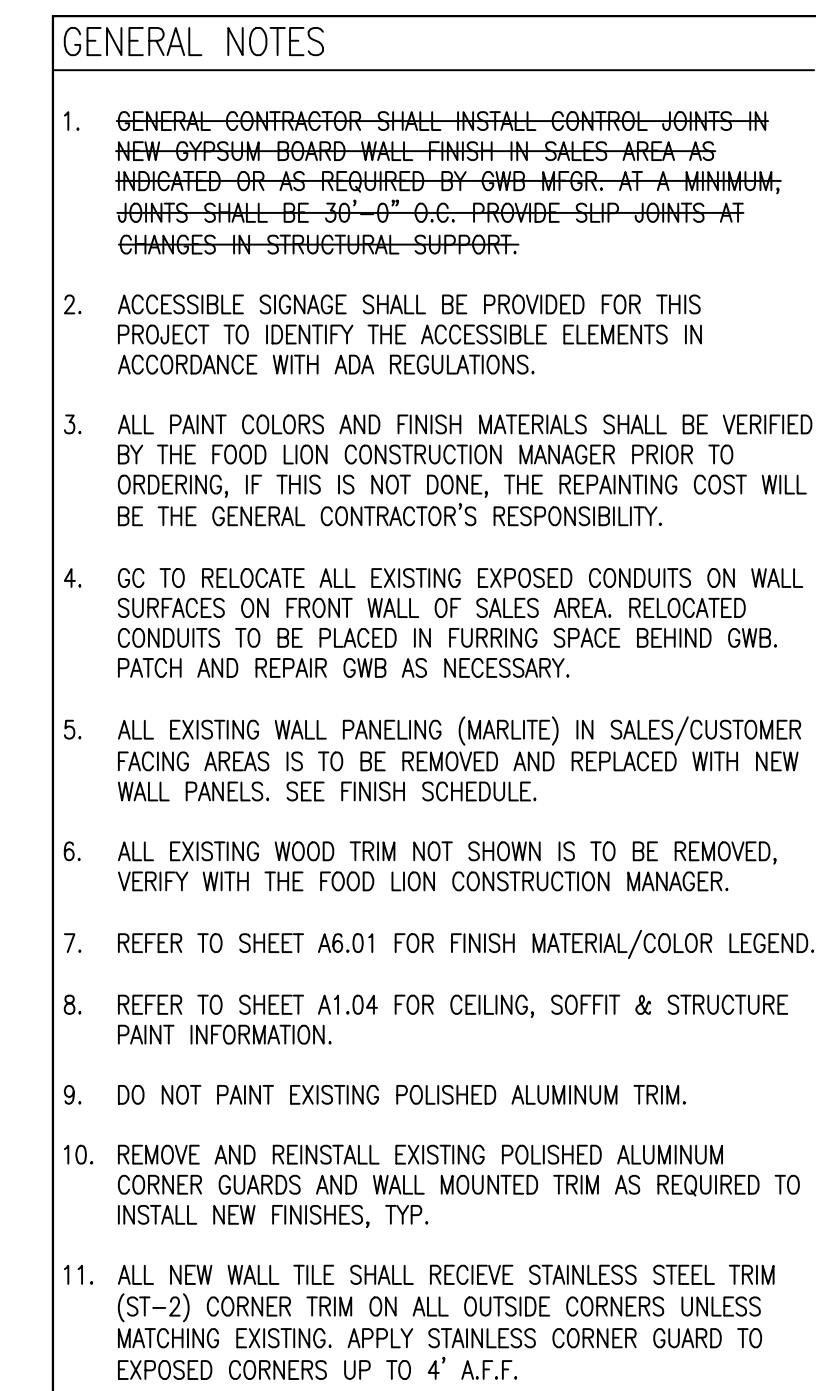 GENERAL NOTES
1. GENERAL CONTRACTOR SHALL INSTALL CONTROL JOINTS IN
NEW GYPSUM BOARD WALL FINISH IN SALES AREA AS
INDICATED OR AS REQUIRED BY GWB MFGR. AT A MINIMUM,
JOINTS SHALL BE 30'-0" O.C. PROVIDE SLIP JOINTS AT
CHANGES IN STRUCTURAL SUPPORT.
2. ACCESSIBLE SIGNAGE SHALL BE PROVIDED FOR THIS
PROJECT TO IDENTIFY THE ACCESSIBLE ELEMENTS IN
ACCORDANCE WITH ADA REGULATIONS.
3. ALL PAINT COLORS AND FINISH MATERIALS SHALL BE VERIFIED
BY THE FOOD LION CONSTRUCTION MANAGER PRIOR TO
ORDERING, IF THIS IS NOT DONE, THE REPAINTING COST WILL
BE THE GENERAL CONTRACTOR'S RESPONSIBILITY.
4. GC TO RELOCATE ALL EXISTING EXPOSED CONDUITS ON WALL
SURFACES ON FRONT WALL OF SALES AREA. RELOCATED
CONDUITS TO BE PLACED IN FURRING SPACE BEHIND GWB.
PATCH AND REPAIR GWB AS NECESSARY.
5. ALL EXISTING WALL PANELING (MARLITE) IN SALES/CUSTOMER
FACING AREAS IS TO BE REMOVED AND REPLACED WITH NEW
WALL PANELS. SEE FINISH SCHEDULE.
6. ALL EXISTING WOOD TRIM NOT SHOWN IS TO BE REMOVED,
VERIFY WITH THE FOOD LION CONSTRUCTION MANAGER.
7. REFER TO SHEET A6.01 FOR FINISH MATERIAL/COLOR LEGEND.
8. REFER TO SHEET A1.04 FOR CEILING, SOFFIT & STRUCTURE
PAINT INFORMATION.
9. DO NOT PAINT EXISTING POLISHED ALUMINUM TRIM.
10. REMOVE AND REINSTALL EXISTING POLISHED ALUMINUM
CORNER GUARDS AND WALL MOUNTED TRIM AS REQUIRED TO
INSTALL NEW FINISHES, TYP.
11. ALL NEW WALL TILE SHALL RECIEVE STAINLESS STEEL TRIM
(ST-2) CORNER TRIM ON ALL OUTSIDE CORNERS UNLESS
MATCHING EXISTING. APPLY STAINLESS CORNER GUARD TO
EXPOSED CORNERS UP TO 4' A.F.F.